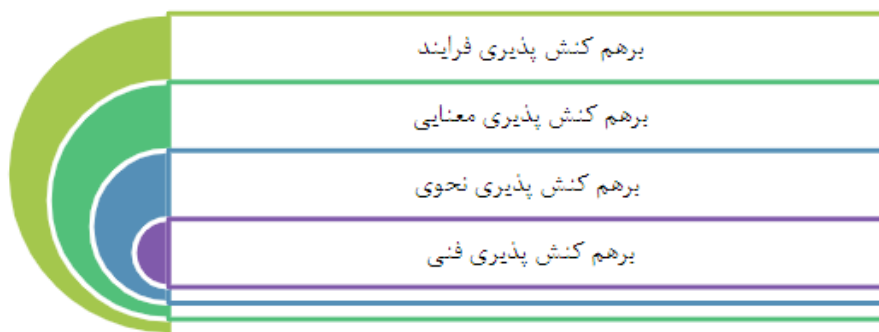 برهم کنش پذیری فرایند
برهم کنش پذیری معنایی
برهم کنش پذیری نحوی
برهم کنش پذیری فنی